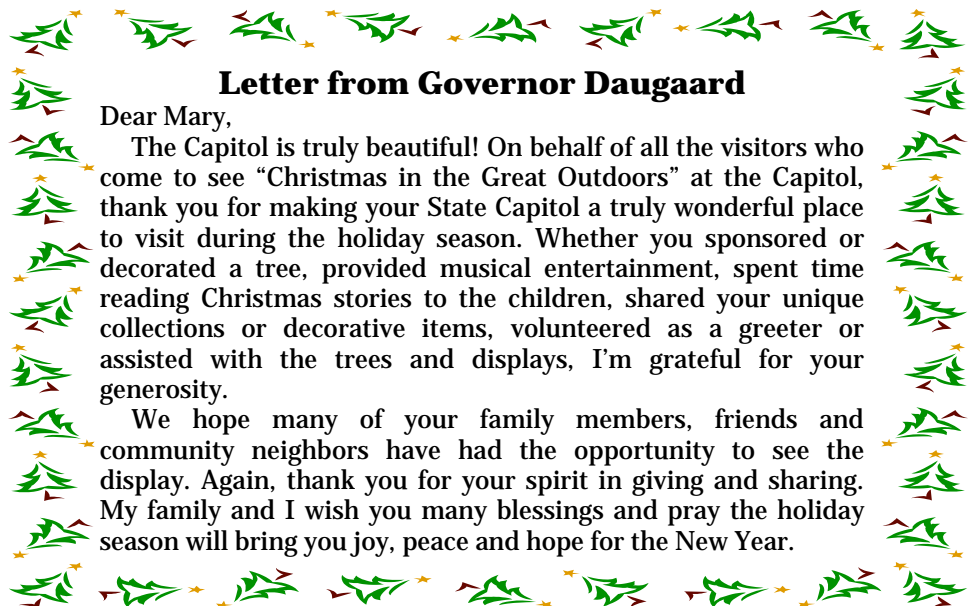 Letter from Governor Daugaard
Dear Mary,
The Capitol is truly beautiful! On behalf of all the visitors who
come to see “Christmas in the Great Outdoors” at the Capitol,
thank you for making your State Capitol a truly wonderful place
to visit during the holiday season. Whether you sponsored or
decorated a tree, provided musical entertainment, spent time
reading Christmas stories to the children, shared your unique
collections or decorative items, volunteered as a greeter or
assisted with the trees and displays, I’m grateful for your
generosity.
We hope many of your family members, friends and
community neighbors have had the opportunity to see the
display. Again, thank you for your spirit in giving and sharing.
My family and I wish you many blessings and pray the holiday
season will bring you joy, peace and hope for the New Year.